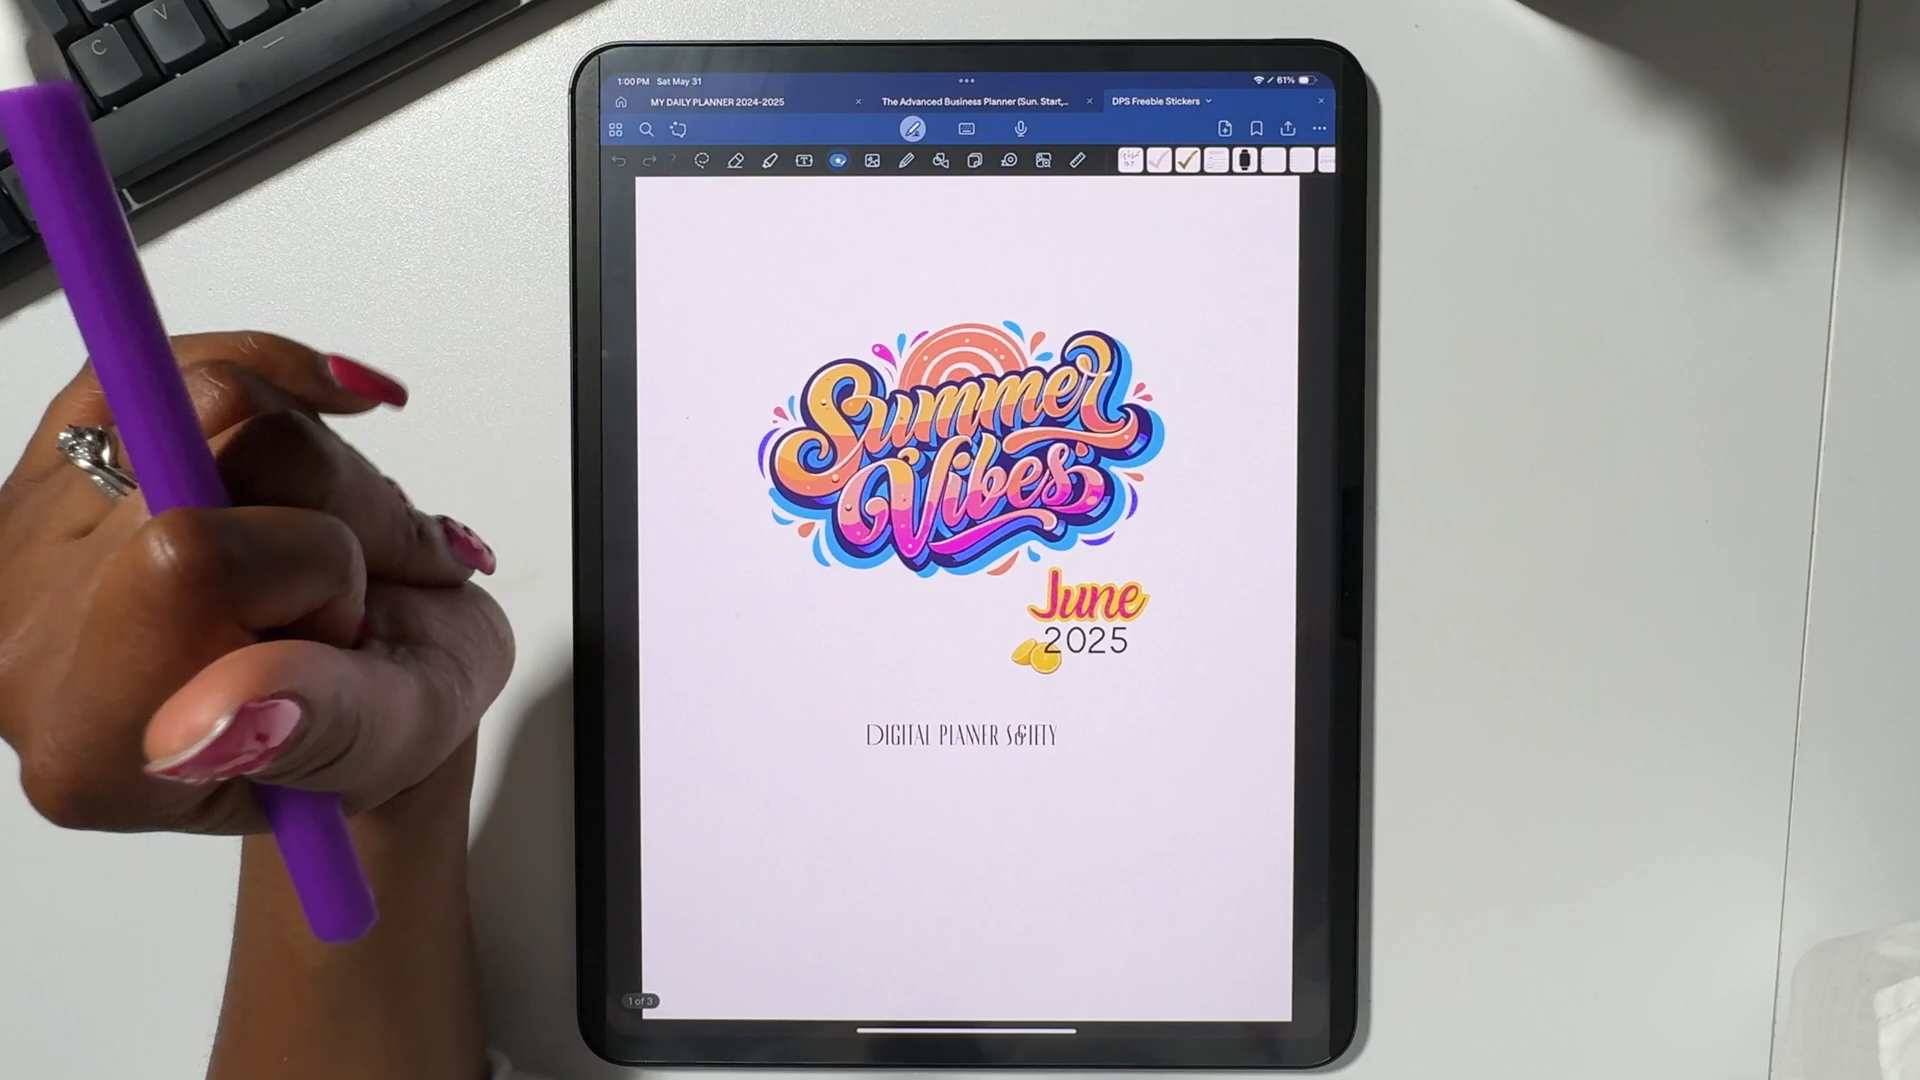 C
V
1:00 PM Sat May 31
61%
MY DAILY PLANNER 2024-2025
The Advanced Business Planner (Sun. Start,...
DPS Freebie Stickers
Summer
Vibes
June
2025
DIGITAL PLANNER SOCIETY
1 of 3